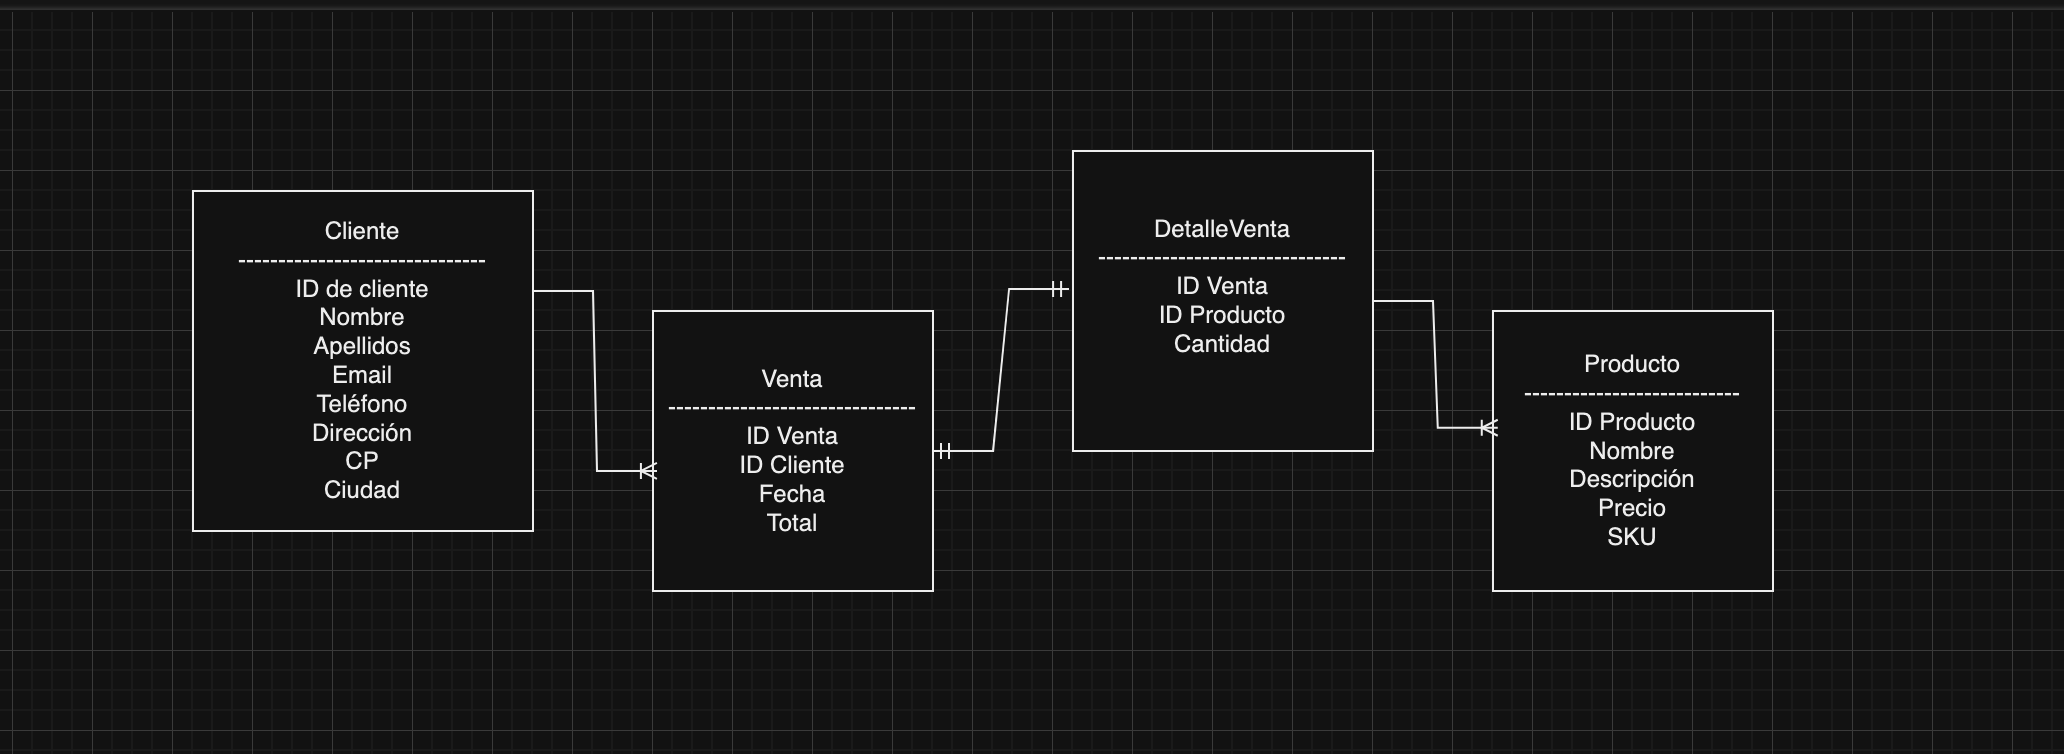 Cliente
-------------------------------
ID de cliente
Nombre
Apellidos
Email
Teléfono
Dirección
CP
Ciudad
Venta
-------------------------------
ID Venta
ID Cliente
Fecha
Total
DetalleVenta
-------------------------------
ID Venta
ID Producto
Cantidad
Producto
---------------------------
ID Producto
Nombre
Descripción
Precio
SKU